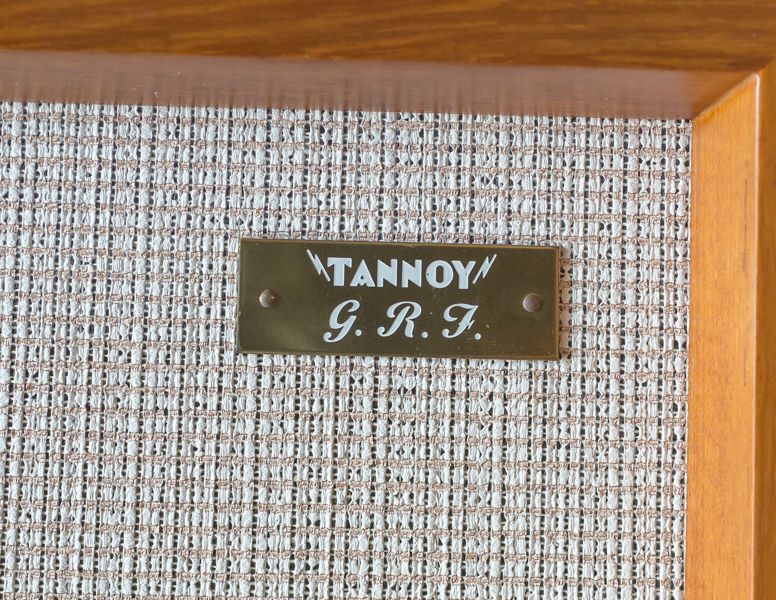 TANNOY
G. R. F.